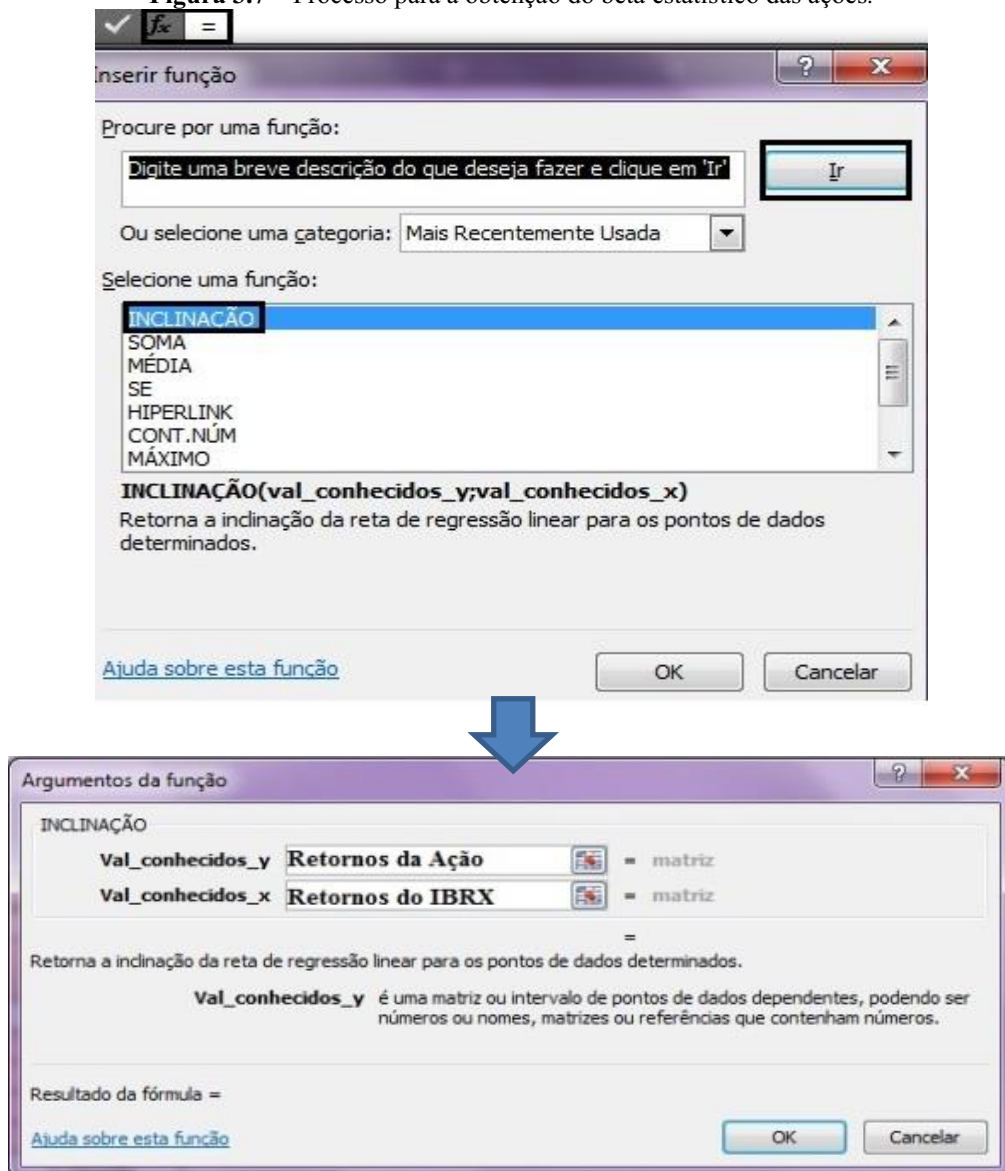 Figura 3.7 – Processo para a obtenção do beta estatístico das ações.
fx =
Inserir função
Procure por uma função:
Digite uma breve descrição do que deseja fazer e clique em 'Ir'
Ir
Ou selecione uma categoria: Mais Recentemente Usada
Selecione uma função:
INCLINAÇÃO
SOMA
MÉDIA
SE
HIPERLINK
CONT.NÚM
MÁXIMO
INCLINAÇÃO(val_conhecidos_y;val_conhecidos_x)
Retorna a inclinação da reta de regressão linear para os pontos de dados
determinados.
Ajuda sobre esta função
OK
Cancelar
Argumentos da função
INCLINAÇÃO
Val_conhecidos_y Retornos da Ação = matriz
Val_conhecidos_x Retornos do IBRX = matriz
=
Retorna a inclinação da reta de regressão linear para os pontos de dados determinados.
Val_conhecidos_y é uma matriz ou intervalo de pontos de dados dependentes, podendo ser
números ou nomes, matrizes ou referências que contenham números.
Resultado da fórmula =
Ajuda sobre esta função
OK
Cancelar